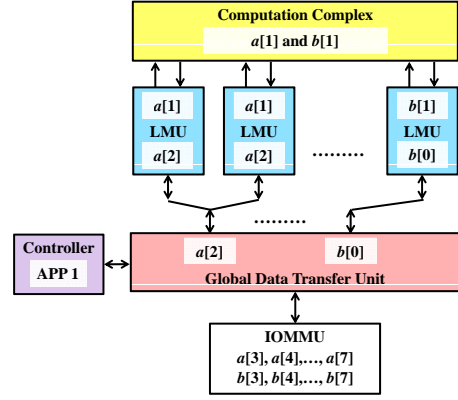 Computation Complex
a[1] and b[1]
a[1]
LMU
a[2]
a[1]
LMU
a[2]
.........
b[1]
LMU
b[0]
.........
Controller
APP 1
a[2]
b[0]
Global Data Transfer Unit
IOMMU
a[3], a[4],..., a[7]
b[3], b[4],..., b[7]